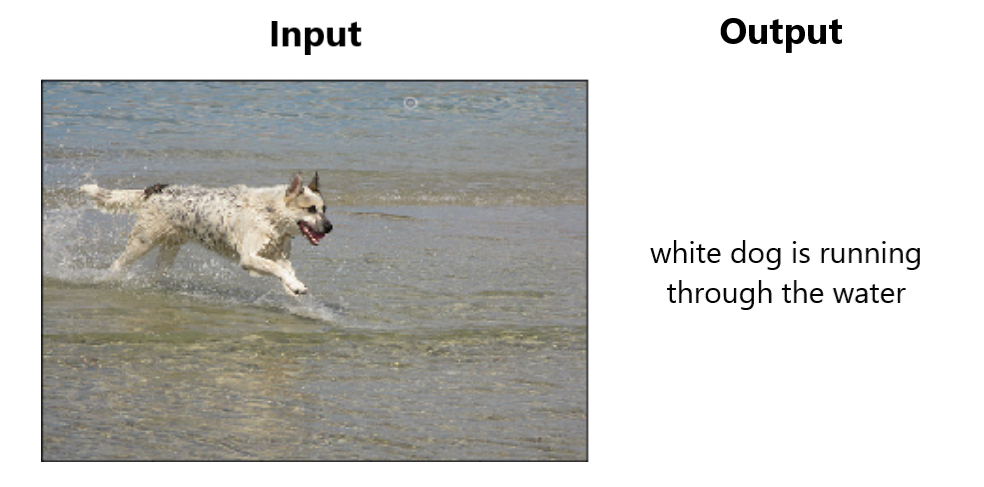 Input
Output
white dog is running
through the water